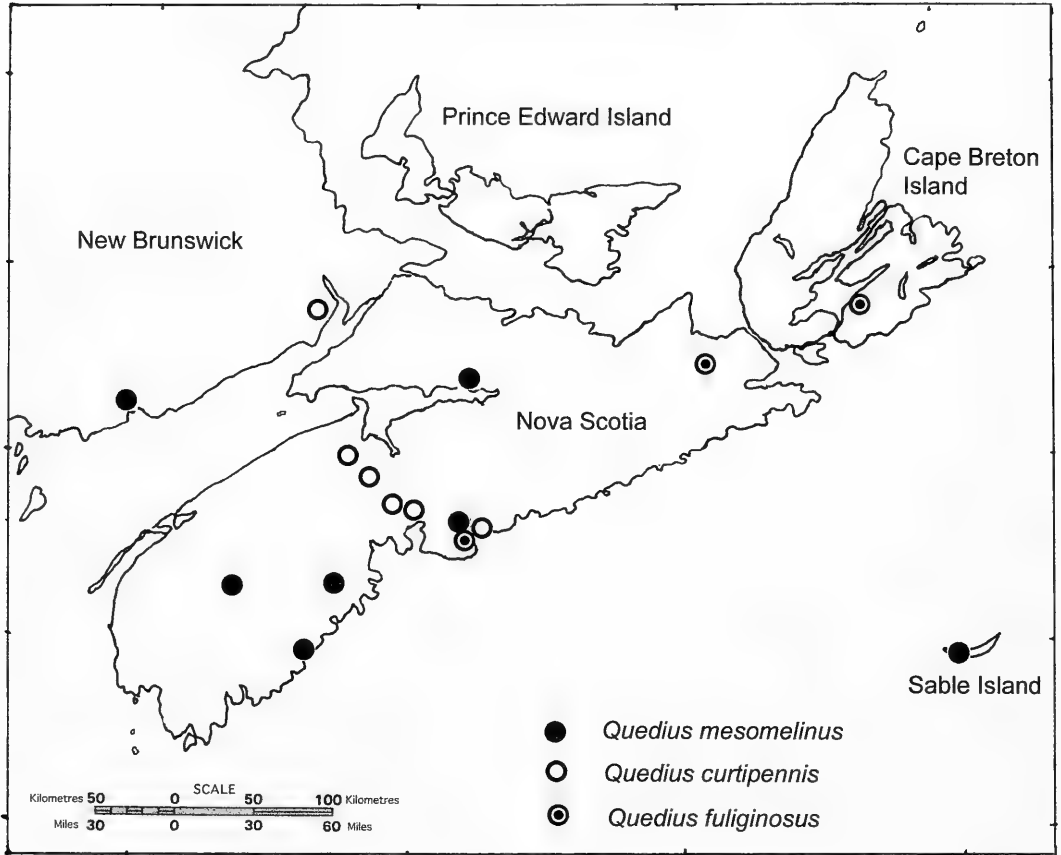 Prince Edward Island
Cape Breton
Island
New Brunswick
Nova Scotia
Sable Island
Quedius mesomelinus
Quedius curtipennis
Quedius fuliginosus
SCALE
Kilometres 50 0 50 100 Kilometres
Miles 30 0 30 60 Miles